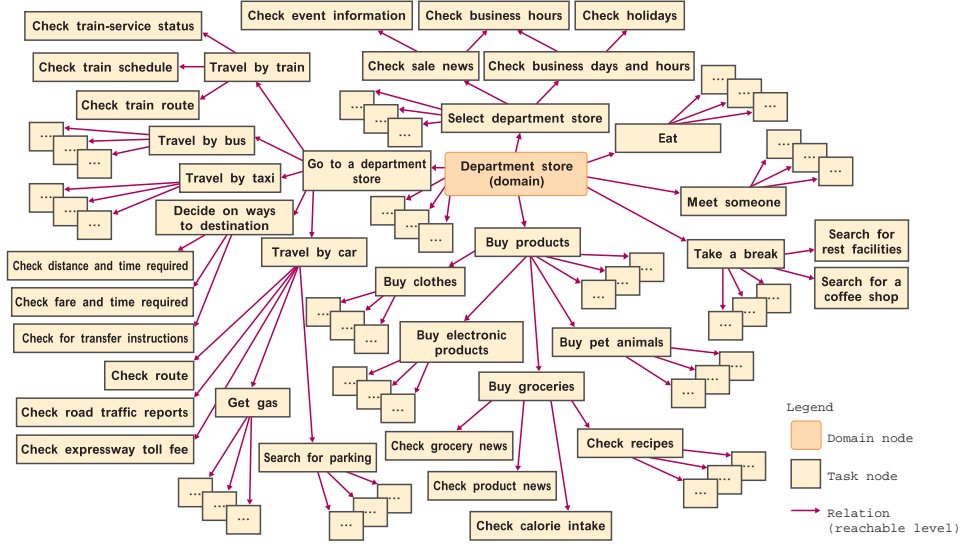 Check train-service status
Check event information
Check business hours
Check holidays
Check train schedule
Travel by train
Check sale news
Check business days and hours
Check train route
...
...
...
...
...
...
Select department store
Eat
...
...
...
Travel by bus
...
...
...
Travel by taxi
Go to a department
store
Department store
(domain)
...
...
...
Meet someone
...
...
...
Decide on ways
to destination
...
...
...
Travel by car
Buy products
Take a break
Search for
rest facilities
Search for a
coffee shop
Check distance and time required
Buy clothes
...
...
...
Check fare and time required
...
...
...
...
...
...
Check for transfer instructions
Buy electronic
products
Buy pet animals
Check route
...
...
...
...
...
...
Buy groceries
Get gas
Check road traffic reports
Check expressway toll fee
Search for parking
Check grocery news
Check recipes
Check product news
Check calorie intake
...
...
...
...
...
...
...
...
...
Legend
Domain node
Task node
Relation
(reachable level)